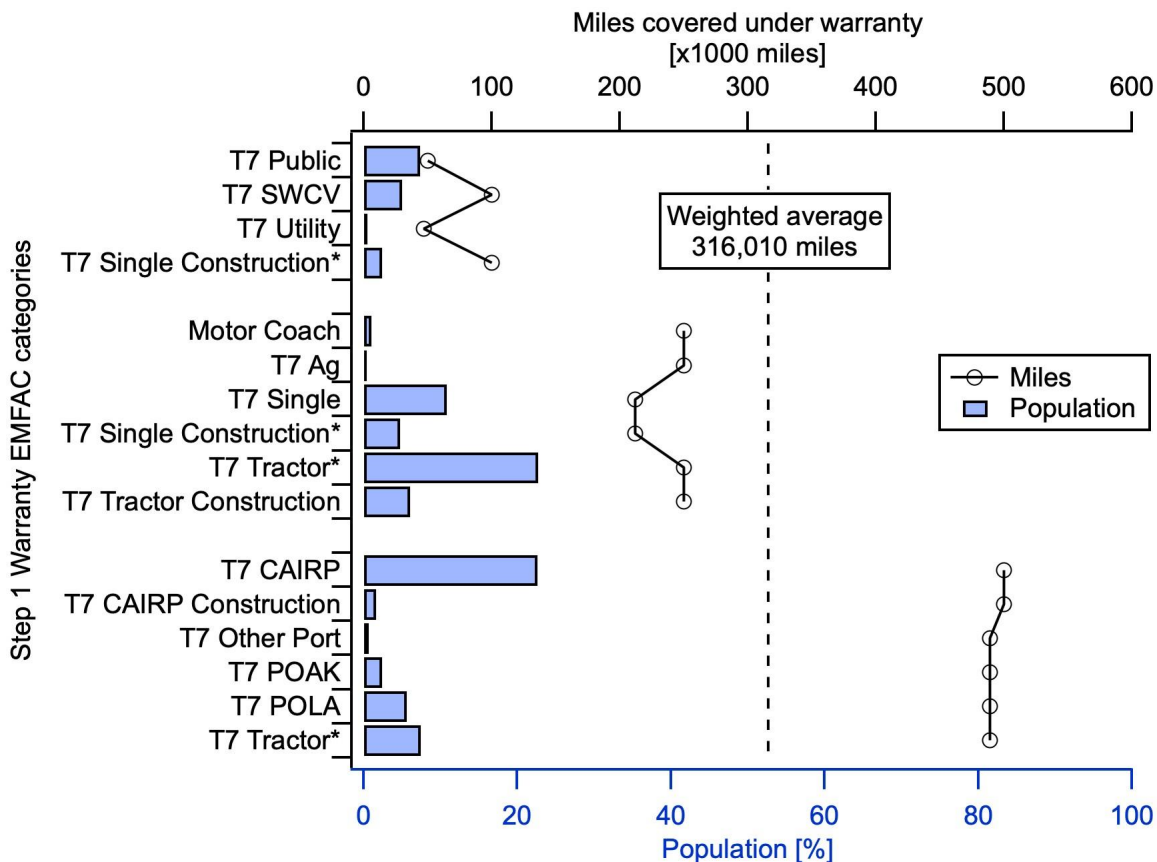 Miles covered under warranty
[x1000 miles]
0 100 200 300 400 500 600
Step 1 Warranty EMFAC categories
T7 Public
T7 SWCV
T7 Utility
T7 Single Construction*
Motor Coach
T7 Ag
T7 Single
T7 Single Construction*
T7 Tractor*
T7 Tractor Construction
T7 CAIRP
T7 CAIRP Construction
T7 Other Port
T7 POAK
T7 POLA
T7 Tractor*
Weighted average
316,010 miles
Miles
Population
0 20 40 60 80 100
Population [%]